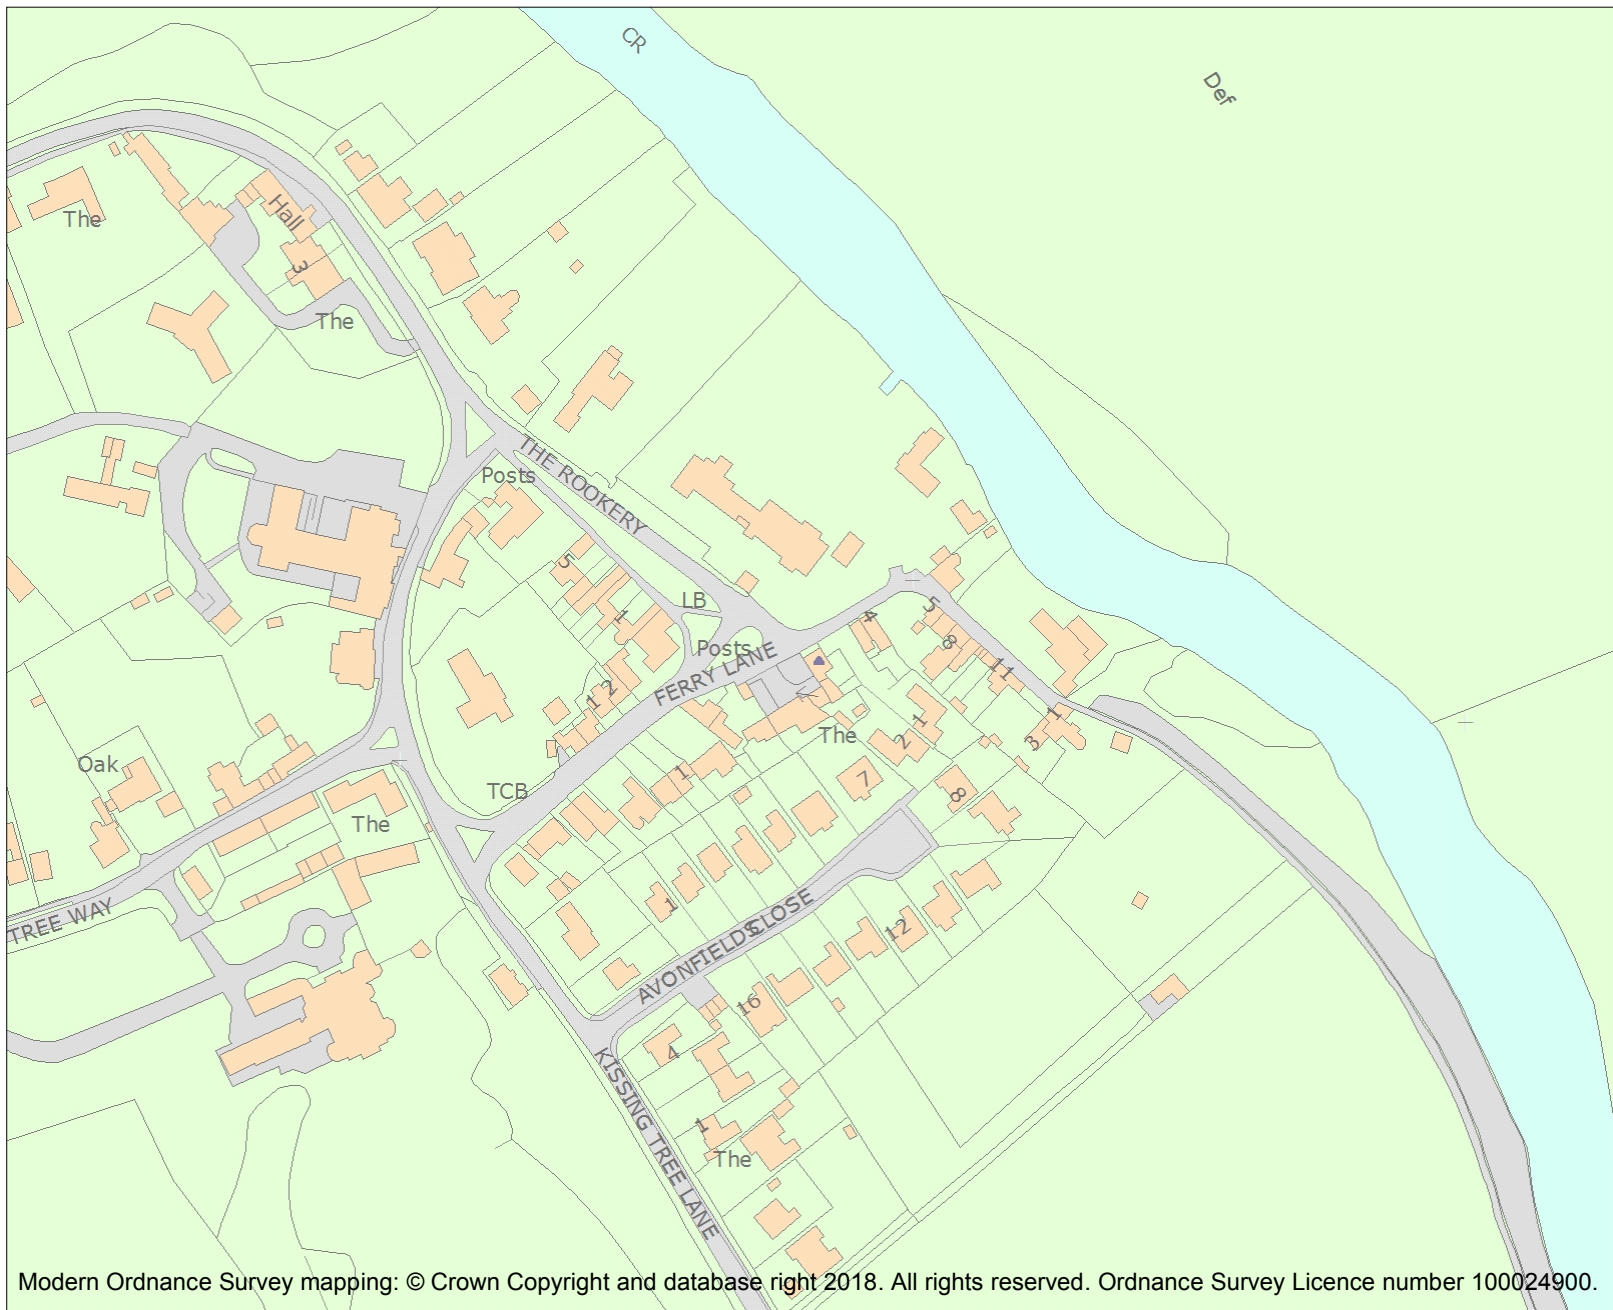 CR
Def
The
Hall
3
The
THE ROOKERY
Posts
5
1
LB
Posts
FERRY LANE
4
5
8
11
1 2
The
1
2
1
3
Oak
TCB
1
7
8
The
TREE WAY
1
AVONFIELDS CLOSE
12
16
4
KISSING TREE LANE
1
The
Modern Ordnance Survey mapping: © Crown Copyright and database right 2018. All rights reserved. Ordnance Survey Licence number 100024900.